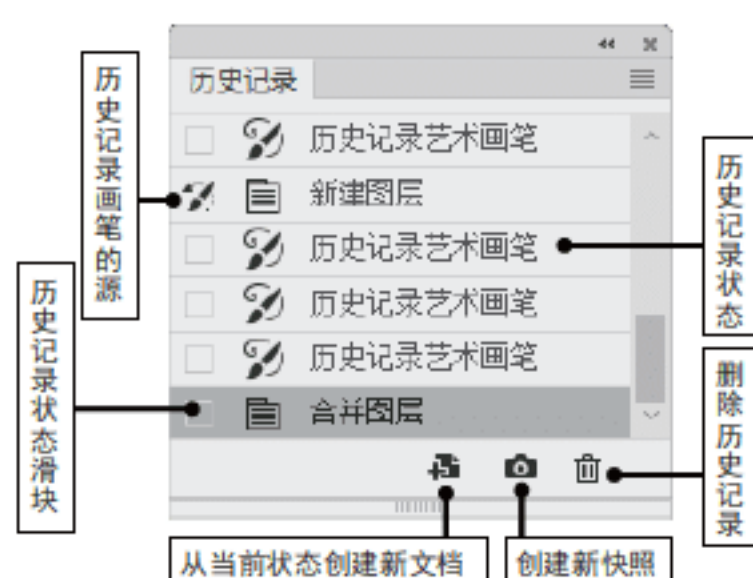 历史记录
历史记录艺术画笔
新建图层
历史记录艺术画笔
历史记录艺术画笔
历史记录艺术画笔
合并图层
历史记录画笔的源
历史记录状态滑块
历史记录状态
删除历史记录
从当前状态创建新文档
创建新快照